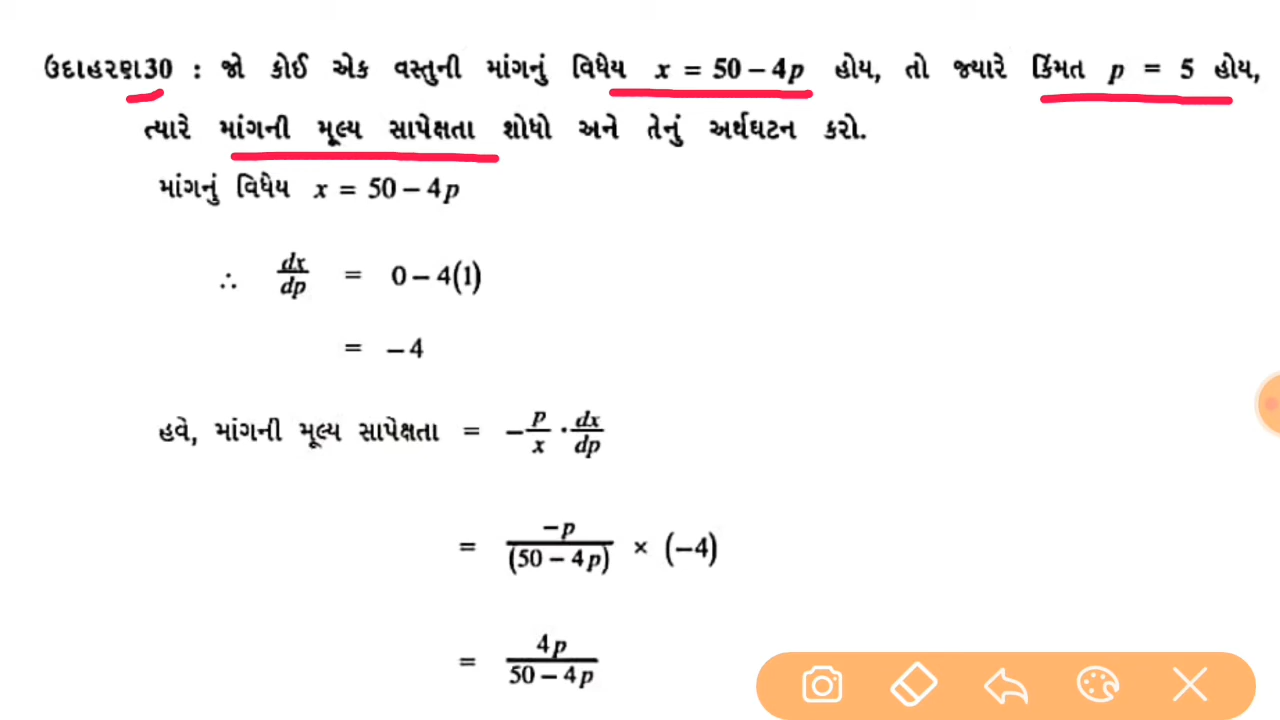 ઉદાહરણ30 : જો કોઈ એક વસ્તુની માંગનું વિધેય x = 50 – 4p હોય, તો જ્યારે કિંમત p = 5 હોય,
ત્યારે માંગની મૂલ્ય સાપેક્ષતા શોધો અને તેનું અર્થઘટન કરો.
માંગનું વિધેય x = 50 – 4p
∴ dx/dp = 0 – 4(1)
= –4
હવે, માંગની મૂલ્ય સાપેક્ષતા = –p/x · dx/dp
= –p/(50 – 4p) × (–4)
= 4p/50 – 4p